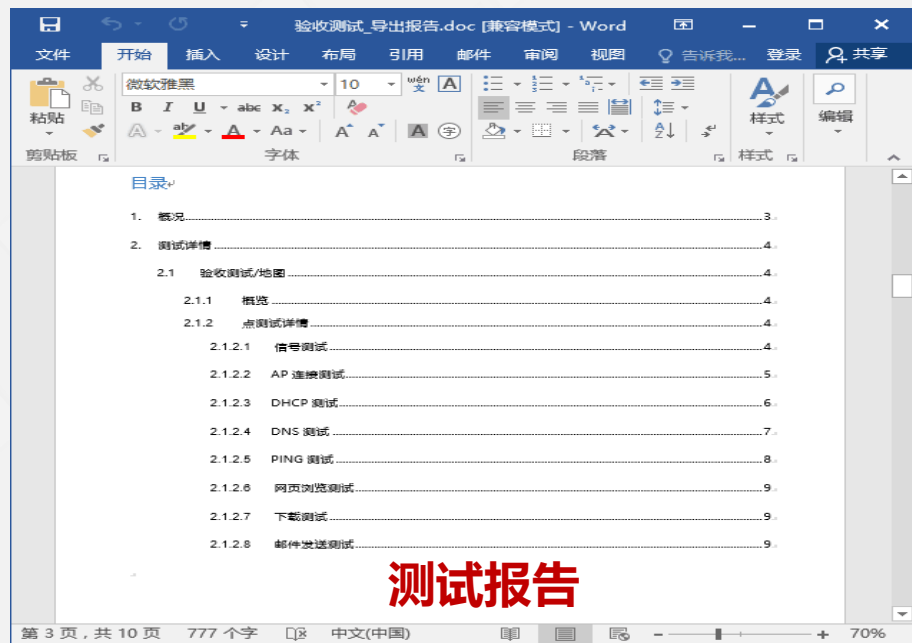 验收测试_导出报告.doc [兼容模式] - Word
文件 开始 插入 设计 布局 引用 邮件 审阅 视图 告诉我... 登录 共享
微软雅黑 10 wén 文 A
B I U abc x₂ x²
A aby A Aa A A A 字
粘贴 样式 编辑
剪贴板 字体 段落 样式
目录
1. 概况 3
2. 测试详情 4
2.1 验收测试/地图 4
2.1.1 概览 4
2.1.2 点测试详情 4
2.1.2.1 信号测试 4
2.1.2.2 AP 连接测试 5
2.1.2.3 DHCP 测试 6
2.1.2.4 DNS 测试 7
2.1.2.5 PING 测试 8
2.1.2.6 网页浏览测试 9
2.1.2.7 下载测试 9
2.1.2.8 邮件发送测试 9
测试报告
第 3 页，共 10 页 777 个字 中文(中国) 70%